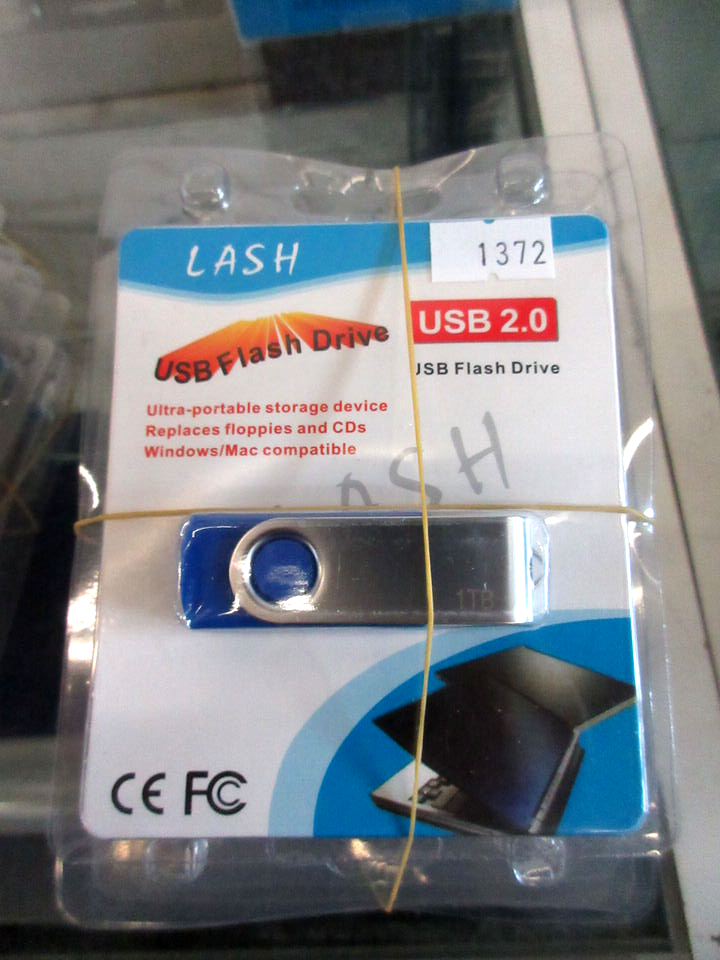 LASH
1372
USB Flash Drive
USB 2.0
USB Flash Drive
Ultra-portable storage device
Replaces floppies and CDs
Windows/Mac compatible
ASH
1TB
CE FC